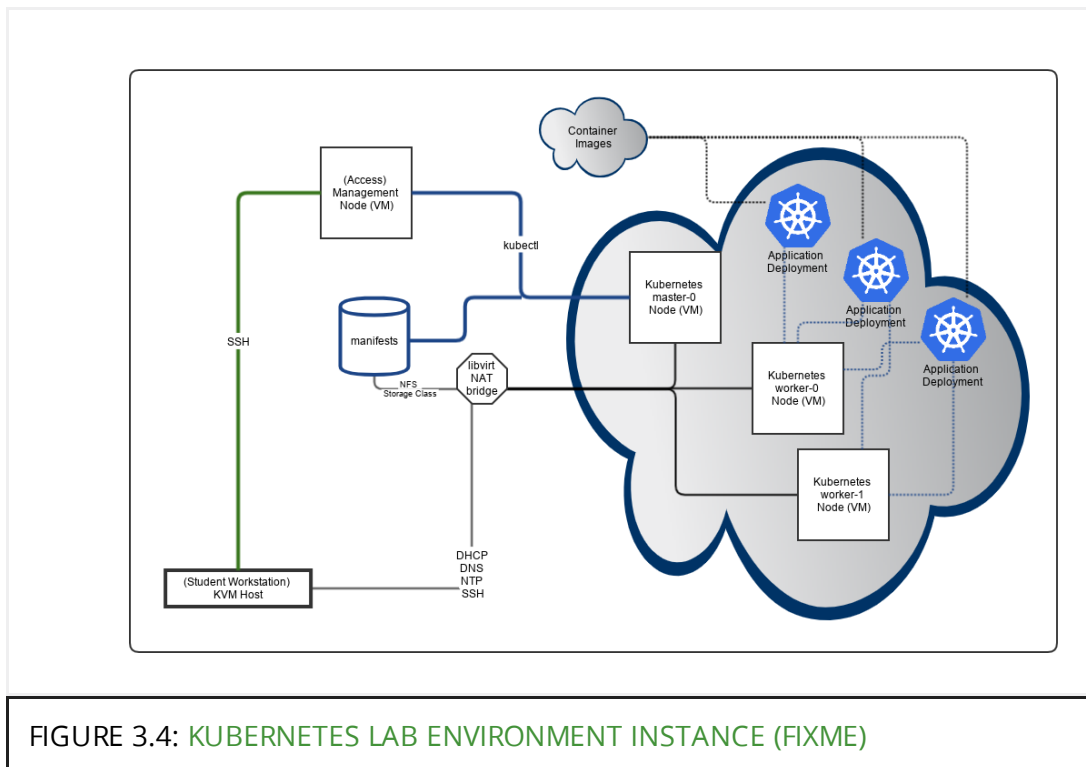 Container
Images
(Access)
Management
Node (VM)
kubectl
Application
Deployment
Kubernetes
master-0
Node (VM)
Application
Deployment
SSH
manifests
libvirt
NAT
bridge
NFS
Storage Class
Application
Deployment
Kubernetes
worker-0
Node (VM)
Kubernetes
worker-1
Node (VM)
DHCP
DNS
NTP
SSH
(Student Workstation)
KVM Host
FIGURE 3.4: KUBERNETES LAB ENVIRONMENT INSTANCE (FIXME)